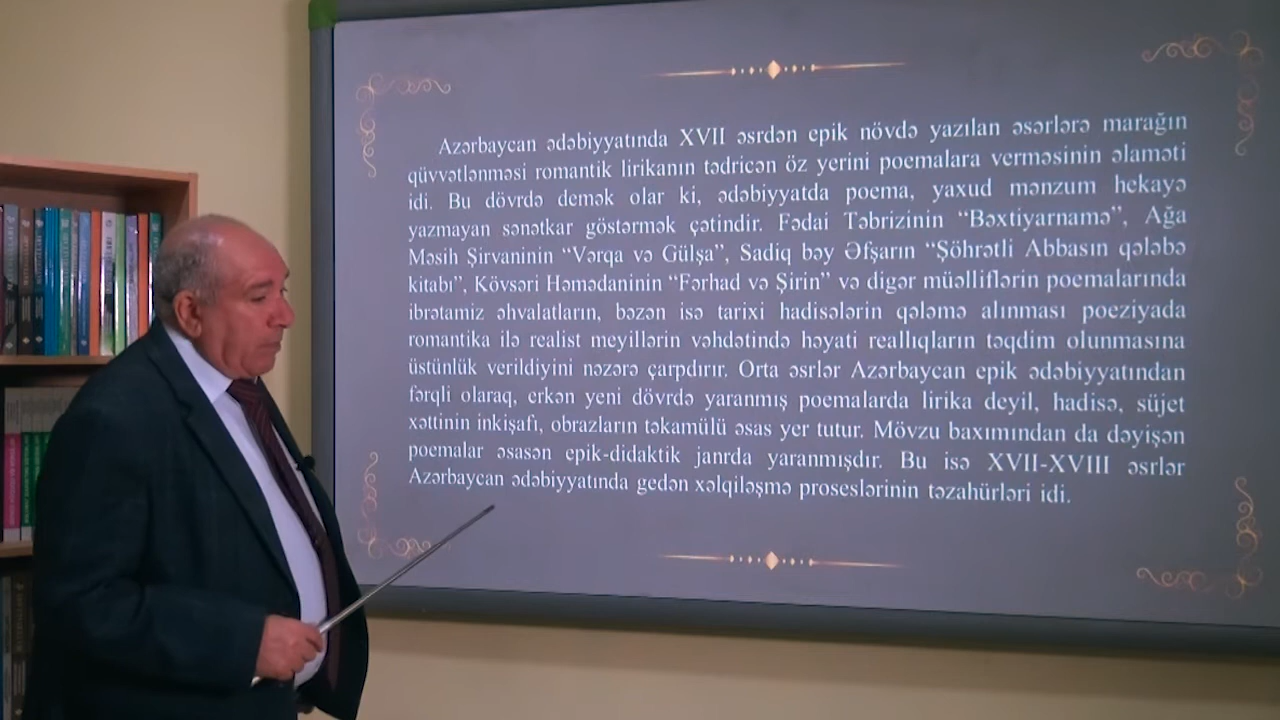 Azərbaycan ədəbiyyatında XVII əsrdən epik növdə yazılan əsərlərə marağın
qüvvətlənməsi romantik lirikanın tədricən öz yerini poemalara verməsinin əlaməti
idi. Bu dövrdə demək olar ki, ədəbiyyatda poema, yaxud mənzum hekayə
yazmayan sənətkar göstərmək çətindir. Fədai Təbrizinin “Bəxtiyarnamə”, Ağa
Məsih Şirvaninin “Vərqa və Gülşa”, Sadiq bəy Əfşarın “Şöhrətli Abbasın qələbə
kitabı”, Kövsəri Həmədaninin “Fərhad və Şirin” və digər müəlliflərin poemalarında
ibrətamiz əhvalatların, bəzən isə tarixi hadisələrin qələmə alınması poeziyada
romantika ilə realist meyillərin vəhdətində həyati reallıqların təqdim olunmasına
üstünlük verildiyini nəzərə çarpdırır. Orta əsrlər Azərbaycan epik ədəbiyyatından
fərqli olaraq, erkən yeni dövrdə yaranmış poemalarda lirika deyil, hadisə, süjet
xəttinin inkişafı, obrazların təkamülü əsas yer tutur. Mövzu baxımından da dəyişən
poemalar əsasən epik-didaktik janrda yaranmışdır. Bu isə XVII-XVIII əsrlər
Azərbaycan ədəbiyyatında gedən xəlqiləşmə proseslərinin təzahürləri idi.